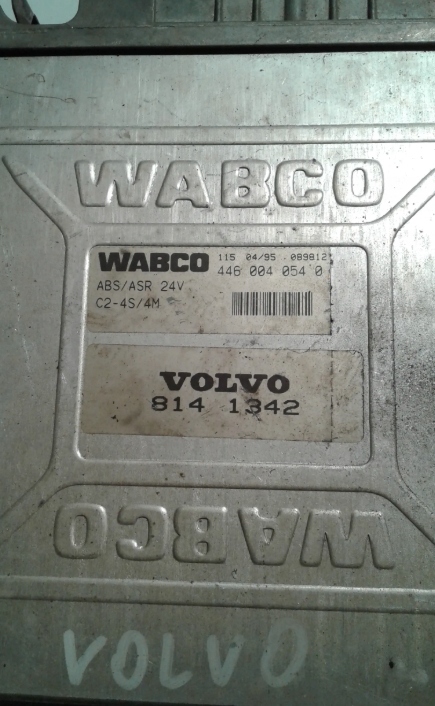 WABCO
WABCO 115 04/95 089812
446 004 054 0
ABS/ASR 24V
C2-4S/4M
VOLVO
814 1342
WABCO
VOLVO